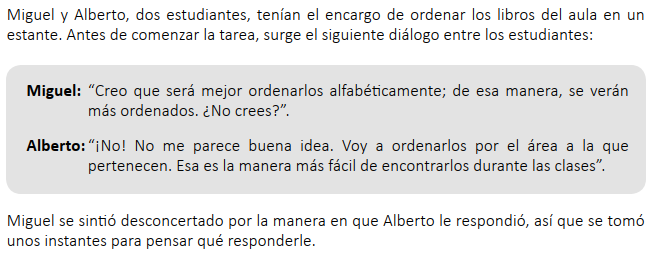 Miguel y Alberto, dos estudiantes, tenían el encargo de ordenar los libros del aula en un
estante. Antes de comenzar la tarea, surge el siguiente diálogo entre los estudiantes:
Miguel: “Creo que será mejor ordenarlos alfabéticamente; de esa manera, se verán
más ordenados. ¿No crees?”.
Alberto: “¡No! No me parece buena idea. Voy a ordenarlos por el área a la que
pertenecen. Esa es la manera más fácil de encontrarlos durante las clases”.
Miguel se sintió desconcertado por la manera en que Alberto le respondió, así que se tomó
unos instantes para pensar qué responderle.